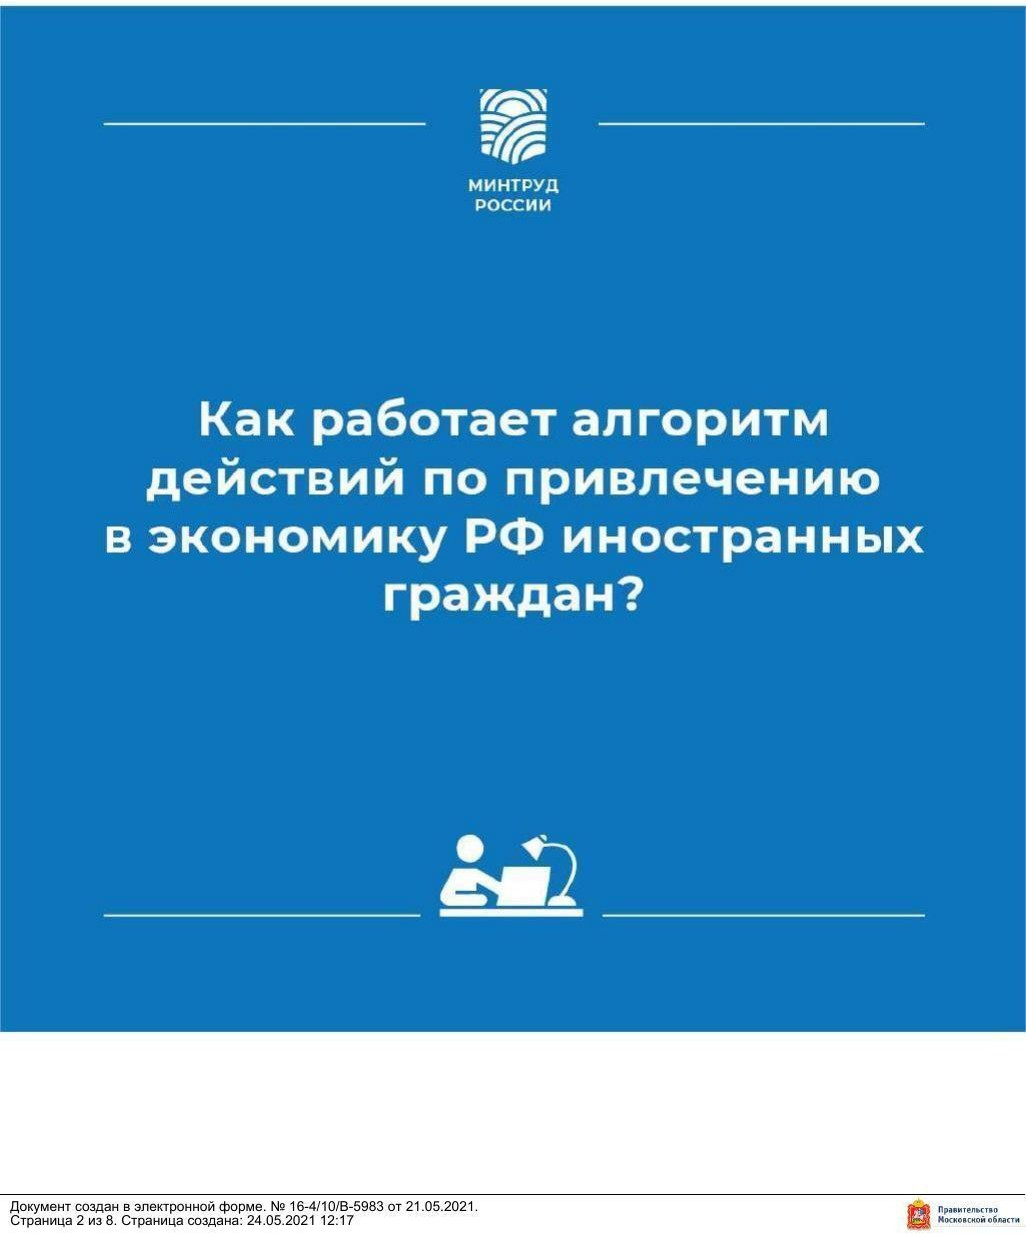 МИНТРУД
РОССИИ
Как работает алгоритм
действий по привлечению
в экономику РФ иностранных
граждан?
Документ создан в электронной форме. № 16-4/10/В-5983 от 21.05.2021.
Страница 2 из 8. Страница создана: 24.05.2021 12:17
Правительство
Московской области